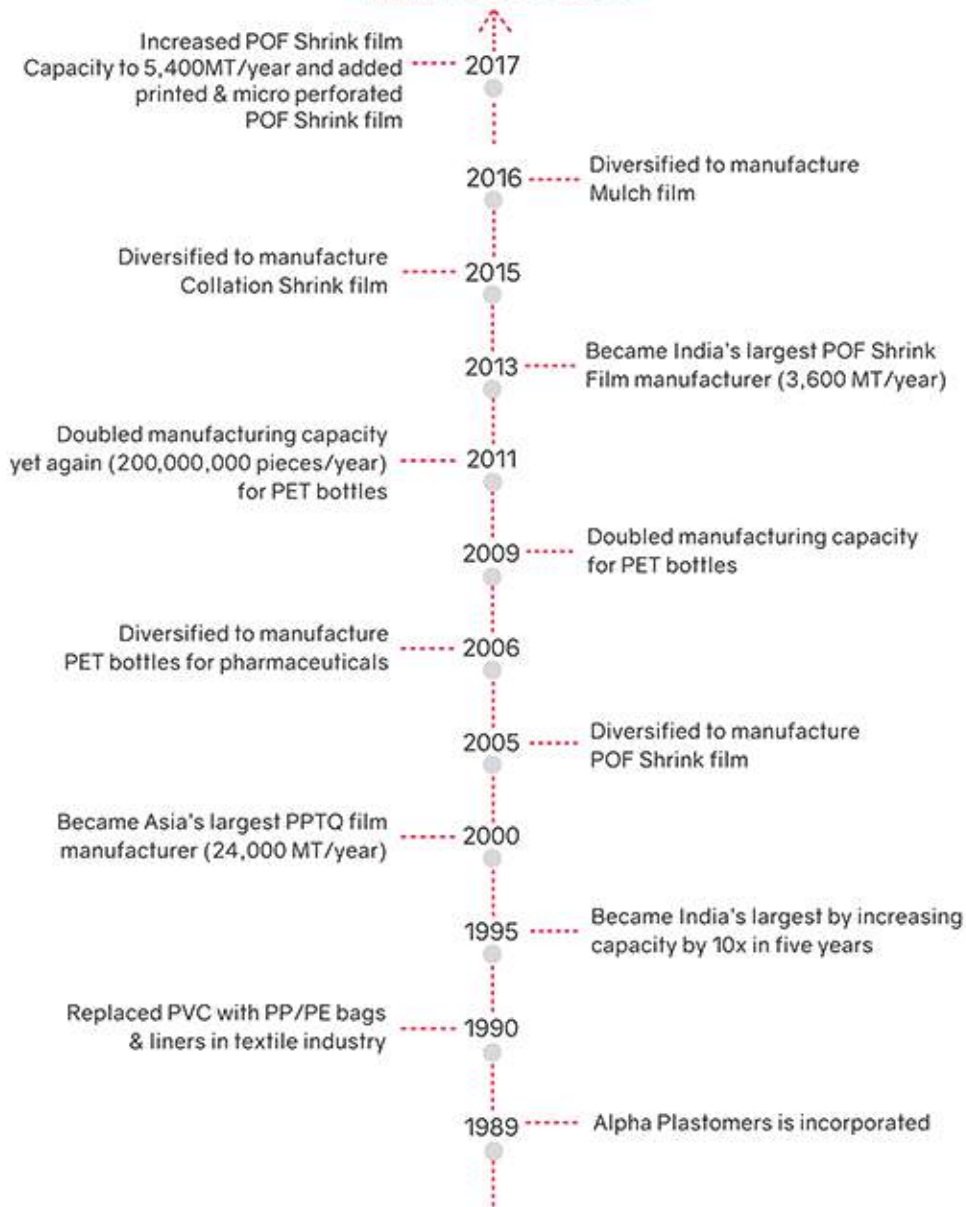 Increased POF Shrink film
Capacity to 5,400MT/year and added
printed & micro perforated
POF Shrink film
2017
2016
Diversified to manufacture
Mulch film
Diversified to manufacture
Collation Shrink film
2015
2013
Became India's largest POF Shrink
Film manufacturer (3,600 MT/year)
Doubled manufacturing capacity
yet again (200,000,000 pieces/year)
for PET bottles
2011
2009
Doubled manufacturing capacity
for PET bottles
Diversified to manufacture
PET bottles for pharmaceuticals
2006
2005
Diversified to manufacture
POF Shrink film
Became Asia's largest PPTQ film
manufacturer (24,000 MT/year)
2000
1995
Became India's largest by increasing
capacity by 10x in five years
Replaced PVC with PP/PE bags
& liners in textile industry
1990
1989
Alpha Plastomers is incorporated